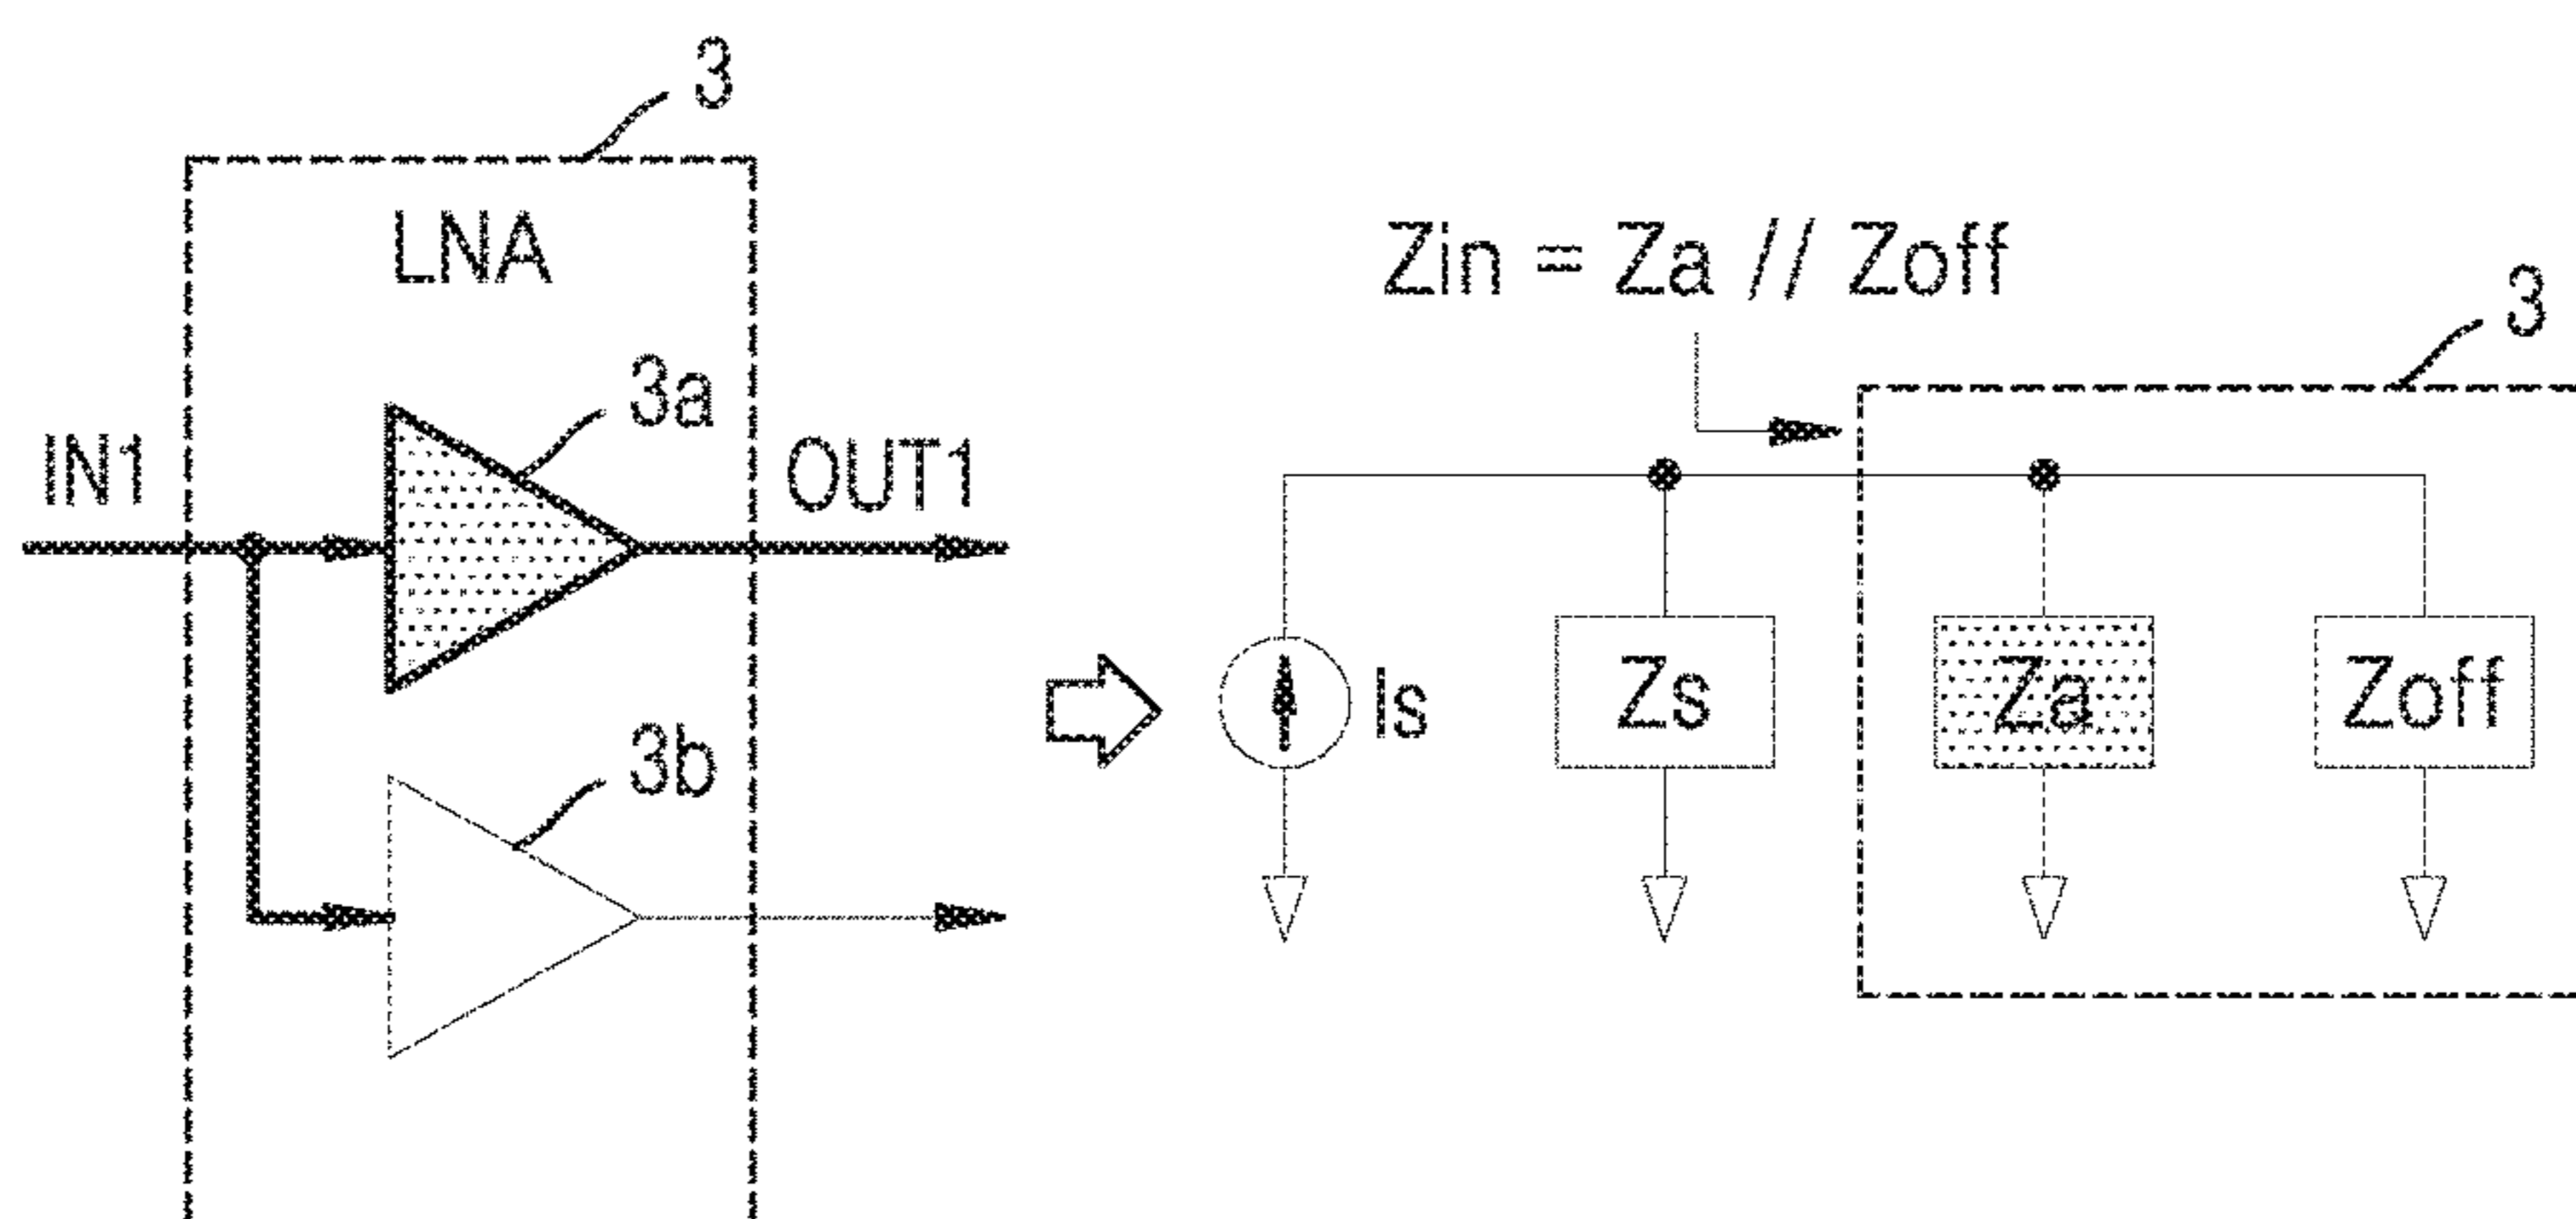 3
LNA
3a
IN1
OUT1
3b
Zin = Za // Zoff
3
Is
Zs
Za
Zoff